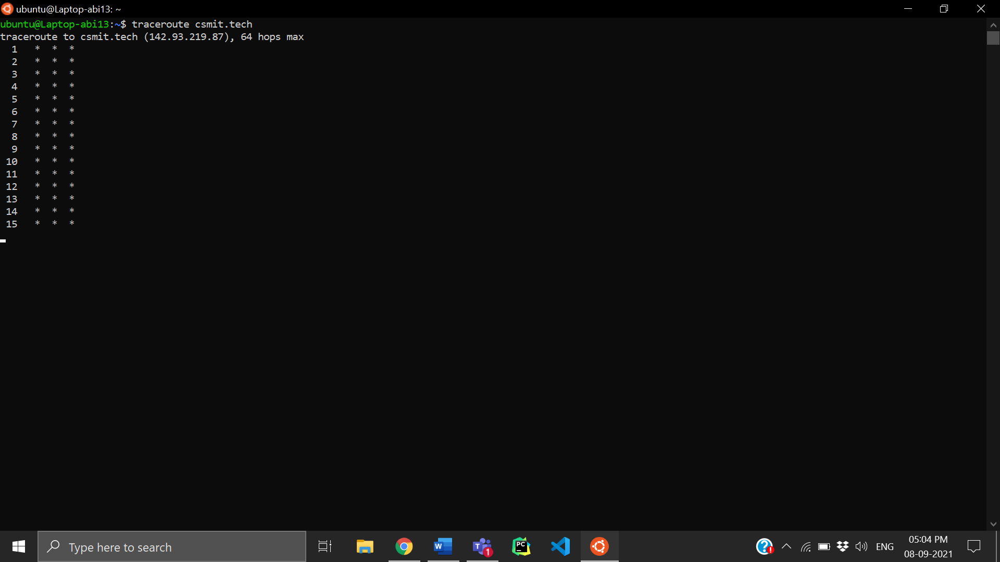 ubuntu@Laptop-abi13: ~
ubuntu@Laptop-abi13:~$ traceroute csmit.tech
traceroute to csmit.tech (142.93.219.87), 64 hops max
1 * * *
2 * * *
3 * * *
4 * * *
5 * * *
6 * * *
7 * * *
8 * * *
9 * * *
10 * * *
11 * * *
12 * * *
13 * * *
14 * * *
15 * * *
Type here to search
W
T
1
PC
?
!
ENG
05:04 PM
08-09-2021